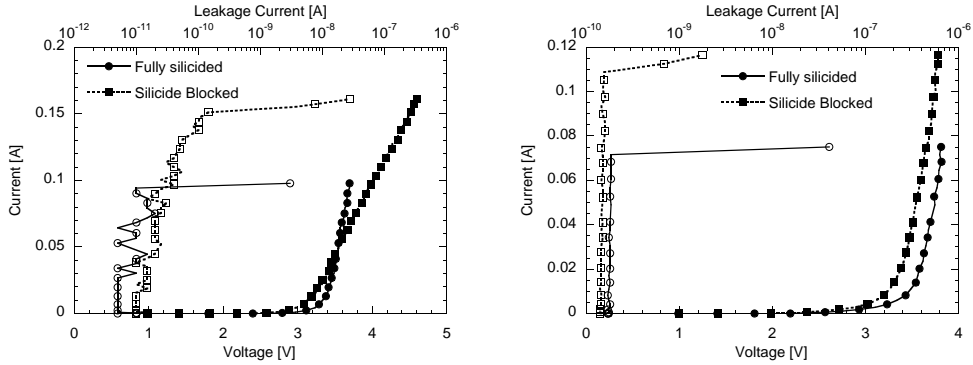 Leakage Current [A]
10-12 10-11 10-10 10-9 10-8 10-7 10-6
0.2
0.15
0.1
0.05
0
Current [A]
Fully silicided
Silicide Blocked
0 1 2 3 4 5
Voltage [V]
Leakage Current [A]
10-10 10-9 10-8 10-7 10-6
0.12
0.1
0.08
0.06
0.04
0.02
0
Current [A]
Fully silicided
Silicide Blocked
0 1 2 3 4
Voltage [V]